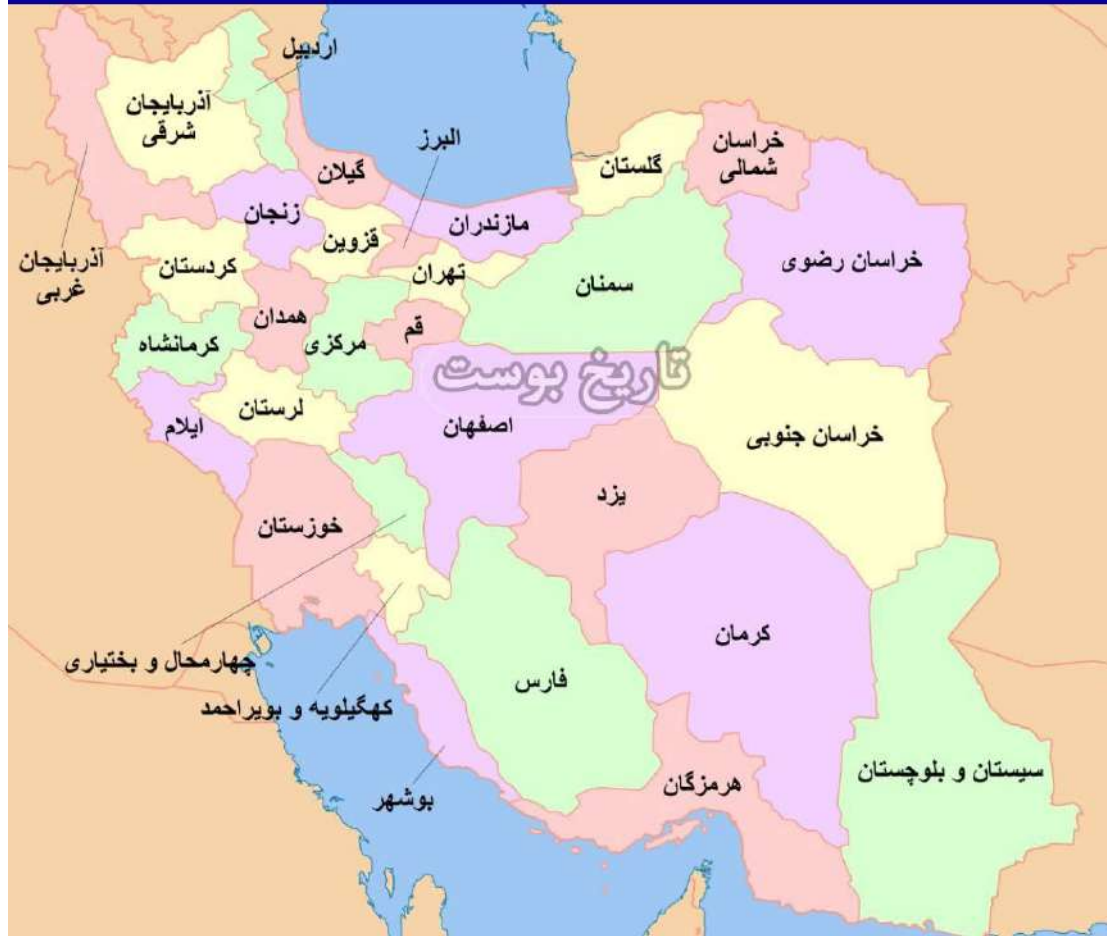 اردبیل
آذربایجان
شرقی
البرز
گیلان
گلستان
خراسان
شمالی
زنجان
مازندران
قزوین
آذربایجان
غربی
کردستان
تهران
سمنان
خراسان رضوی
همدان
کرمانشاه
مرکزی
قم
تاریخ بوست
لرستان
ایلام
اصفهان
خراسان جنوبی
یزد
خوزستان
چهارمحال و بختیاری
کهگیلویه و بویراحمد
فارس
کرمان
بوشهر
هرمزگان
سیستان و بلوچستان